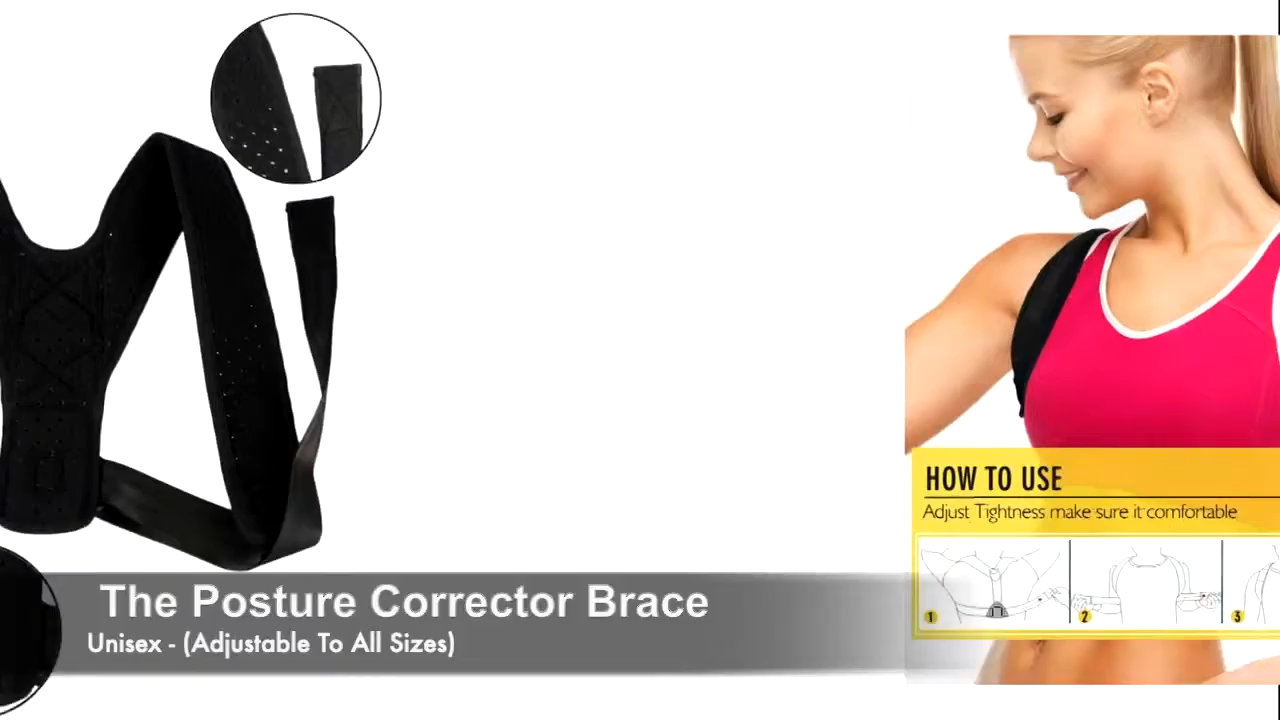 HOW TO USE
Adjust Tightness make sure it comfortable
1
2
3
The Posture Corrector Brace
Unisex - (Adjustable To All Sizes)